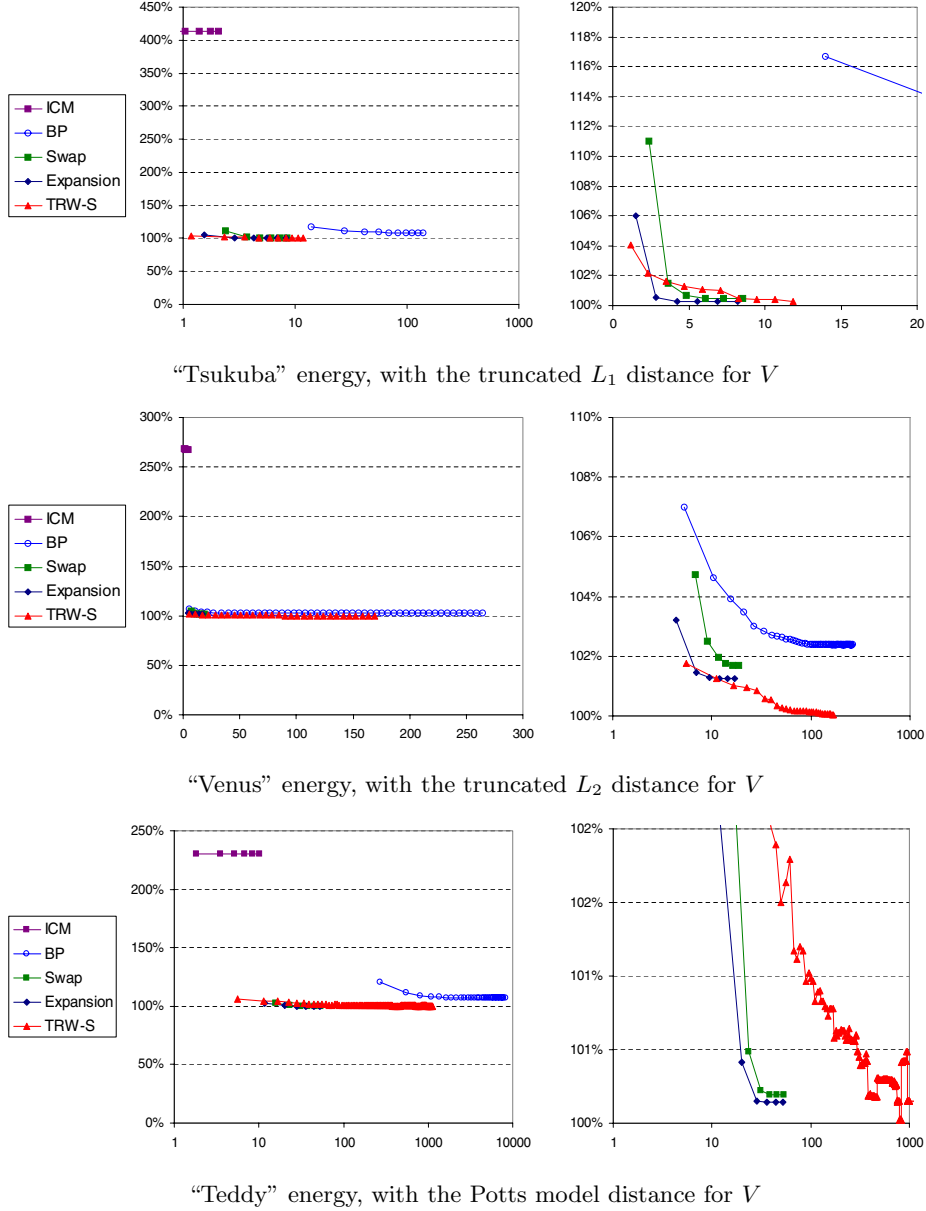 450%
400%
350%
300%
250%
200%
150%
100%
50%
0%
1 10 100 1000
ICM
BP
Swap
Expansion
TRW-S
120%
118%
116%
114%
112%
110%
108%
106%
104%
102%
100%
0 5 10 15 20
“Tsukuba” energy, with the truncated L1 distance for V
300%
250%
200%
150%
100%
50%
0%
0 50 100 150 200 250 300
ICM
BP
Swap
Expansion
TRW-S
110%
108%
106%
104%
102%
100%
1 10 100 1000
“Venus” energy, with the truncated L2 distance for V
250%
200%
150%
100%
50%
0%
1 10 100 1000 10000
ICM
BP
Swap
Expansion
TRW-S
102%
102%
101%
101%
100%
1 10 100 1000
“Teddy” energy, with the Potts model distance for V